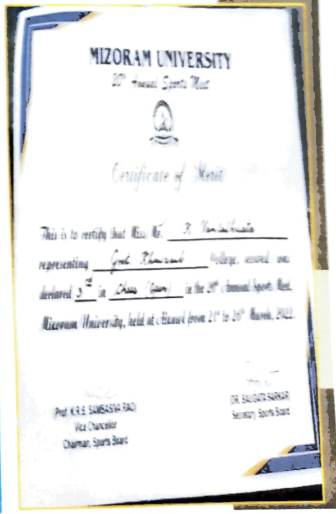 MIZORAM UNIVERSITY
20th Annual Sports Meet
Certificate of Merit
This is to certify that Miss/Mr. K.
representing Govt. College, secured and
declared 3rd in Chess (Team) in the 20th Annual Sports Meet,
Mizoram University, held at Aizawl from 21st to 26th March, 2022.
(Prof. K.R.S. SAMBASIVA RAO)
Vice Chancellor
Chairman, Sports Board
(DR. SAUGATA SARKAR)
Secretary Sports Board